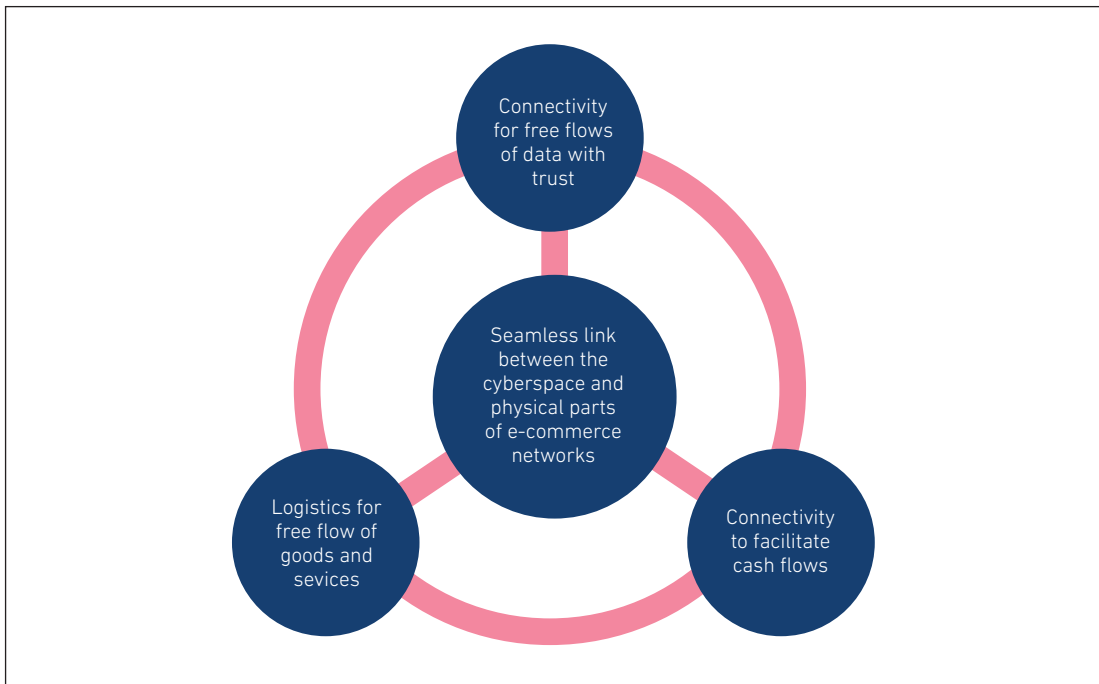 Connectivity
for free flows
of data with
trust
Seamless link
between the
cyberspace and
physical parts
of e-commerce
networks
Logistics for
free flow of
goods and
sevices
Connectivity
to facilitate
cash flows